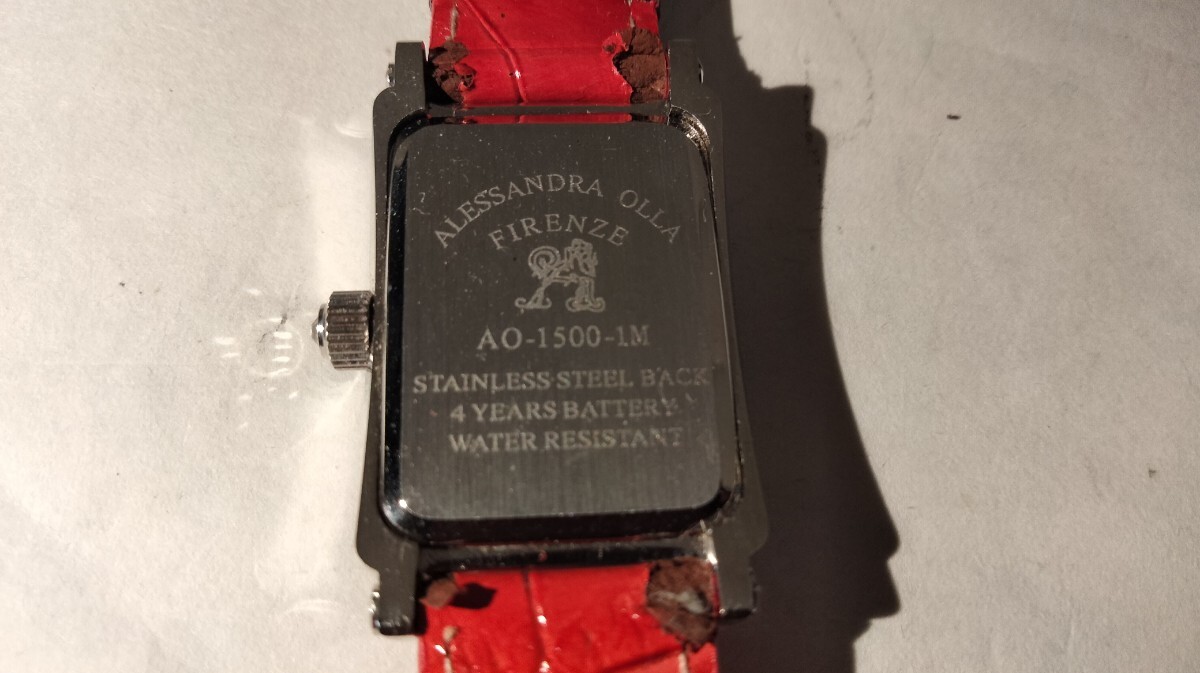 ALESSANDRA OLLA
FIRENZE
AO-1500-1M
STAINLESS STEEL BACK
4 YEARS BATTERY
WATER RESISTANT